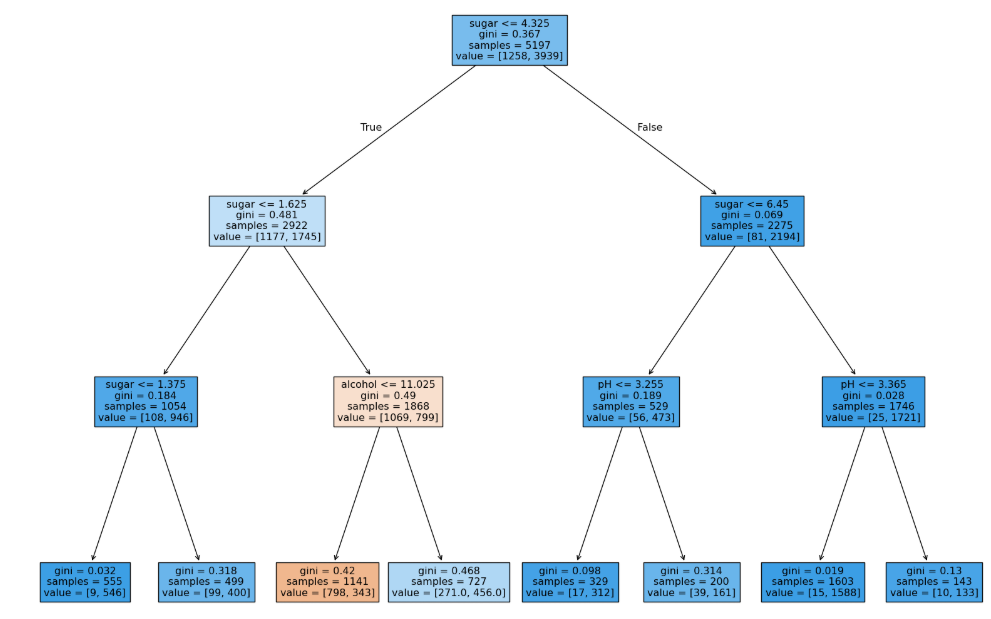 sugar <= 4.325
gini = 0.367
samples = 5197
value = [1258, 3939]
True
False
sugar <= 1.625
gini = 0.481
samples = 2922
value = [1177, 1745]
sugar <= 6.45
gini = 0.069
samples = 2275
value = [81, 2194]
sugar <= 1.375
gini = 0.184
samples = 1054
value = [108, 946]
alcohol <= 11.025
gini = 0.49
samples = 1868
value = [1069, 799]
pH <= 3.255
gini = 0.189
samples = 529
value = [56, 473]
pH <= 3.365
gini = 0.028
samples = 1746
value = [25, 1721]
gini = 0.032
samples = 555
value = [9, 546]
gini = 0.318
samples = 499
value = [99, 400]
gini = 0.42
samples = 1141
value = [798, 343]
gini = 0.468
samples = 727
value = [271.0, 456.0]
gini = 0.098
samples = 329
value = [17, 312]
gini = 0.314
samples = 200
value = [39, 161]
gini = 0.019
samples = 1603
value = [15, 1588]
gini = 0.13
samples = 143
value = [10, 133]